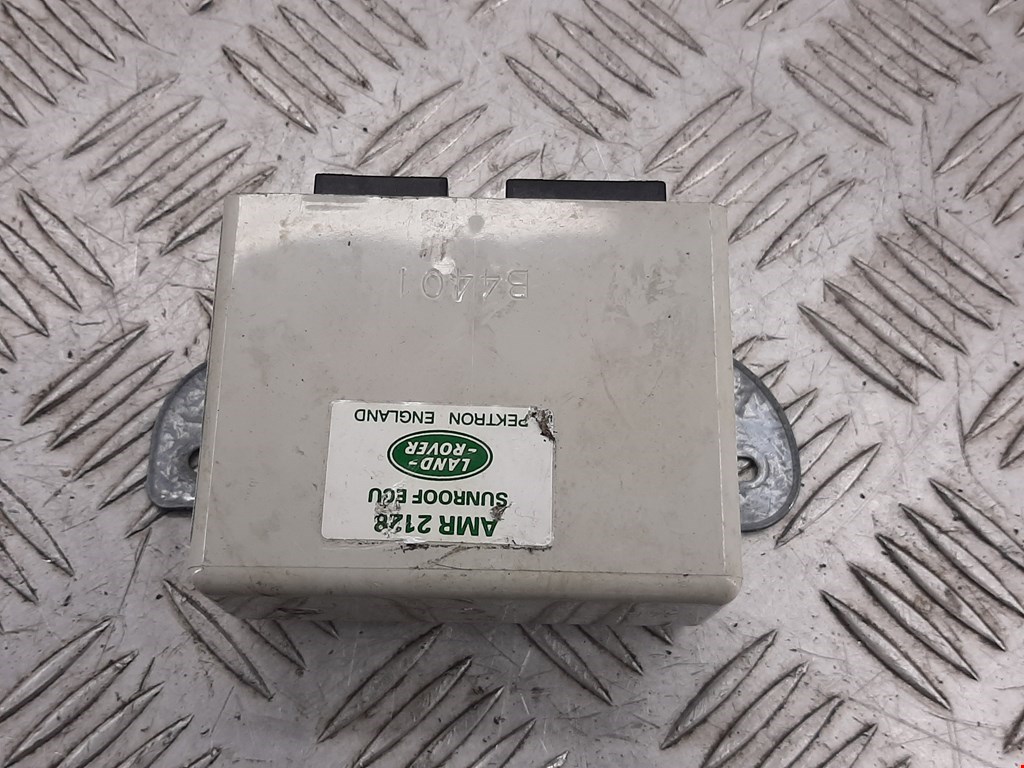 AMR 2128
SUNROOF ECU
LAND-
-ROVER
PEKTRON ENGLAND
B4401